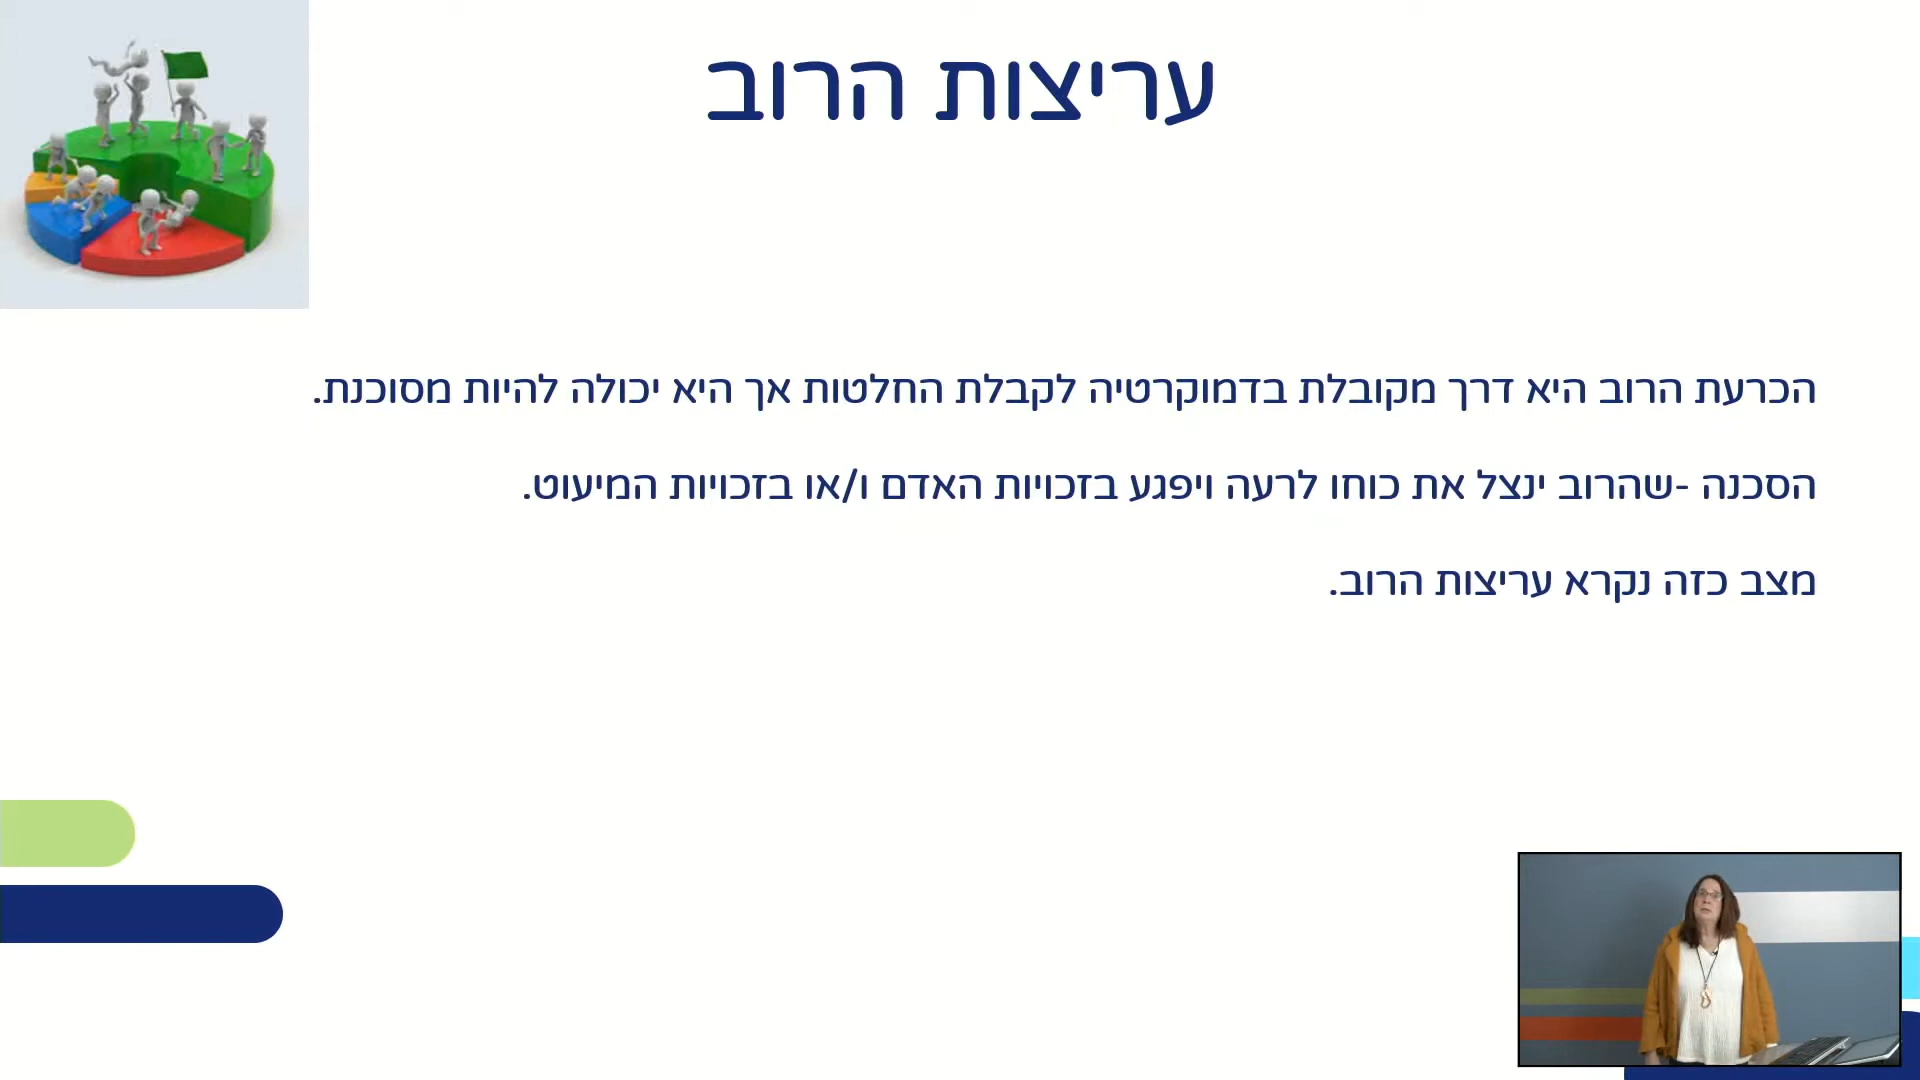 עריצות הרוב
הכרעת הרוב היא דרך מקובלת בדמוקרטיה לקבלת החלטות אך היא יכולה להיות מסוכנת.
הסכנה -שהרוב ינצל את כוחו לרעה ויפגע בזכויות האדם ו/או בזכויות המיעוט.
מצב כזה נקרא עריצות הרוב.